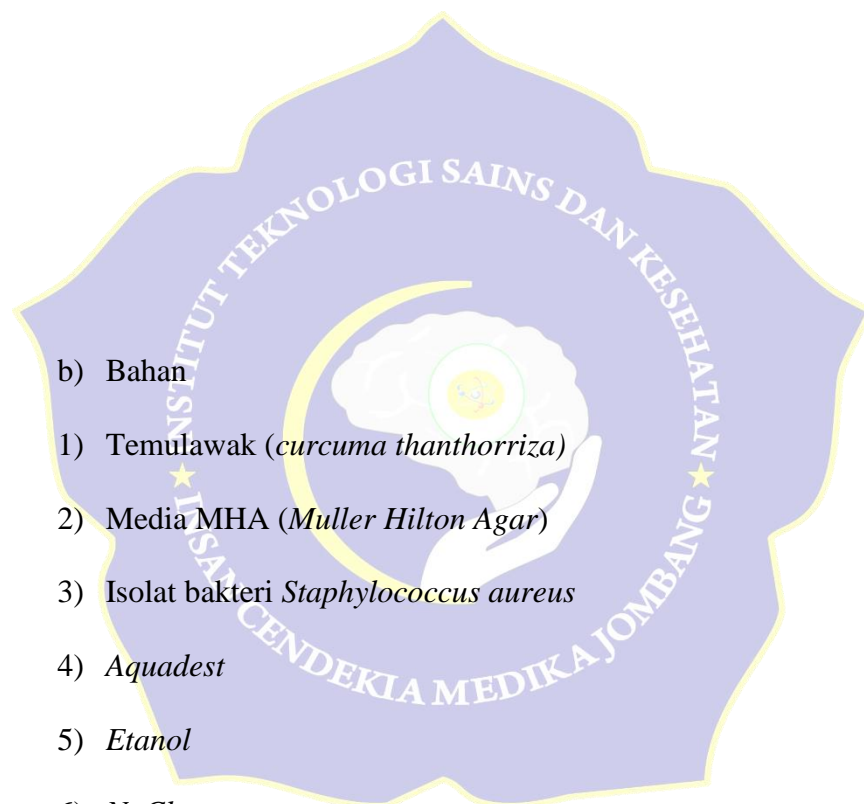 INSTITUT TEKNOLOGI SAINS DAN KESEHATAN
INSAN CENDEKIA MEDIKA JOMBANG
b) Bahan
1) Temulawak (curcuma thanthorriza)
2) Media MHA (Muller Hilton Agar)
3) Isolat bakteri Staphylococcus aureus
4) Aquadest
5) Etanol